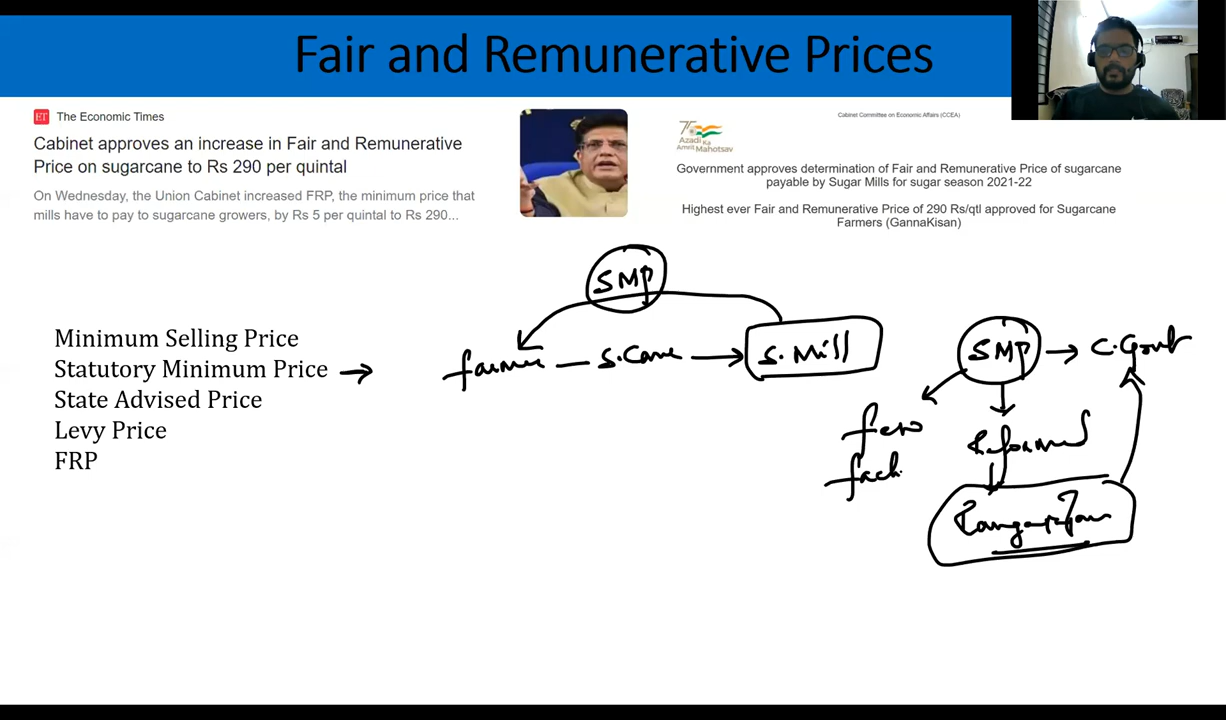 Fair and Remunerative Prices
ET The Economic Times
Cabinet approves an increase in Fair and Remunerative
Price on sugarcane to Rs 290 per quintal
On Wednesday, the Union Cabinet increased FRP, the minimum price that
mills have to pay to sugarcane growers, by Rs 5 per quintal to Rs 290...
Cabinet Committee on Economic Affairs (CCEA)
75
Azadi Ka
Amrit Mahotsav
Government approves determination of Fair and Remunerative Price of sugarcane
payable by Sugar Mills for sugar season 2021-22
Highest ever Fair and Remunerative Price of 290 Rs/qtl approved for Sugarcane
Farmers (GannaKisan)
Minimum Selling Price
Statutory Minimum Price
State Advised Price
Levy Price
FRP
SMP
farmer S.Cane S.Mill
SMP C.Govt
few